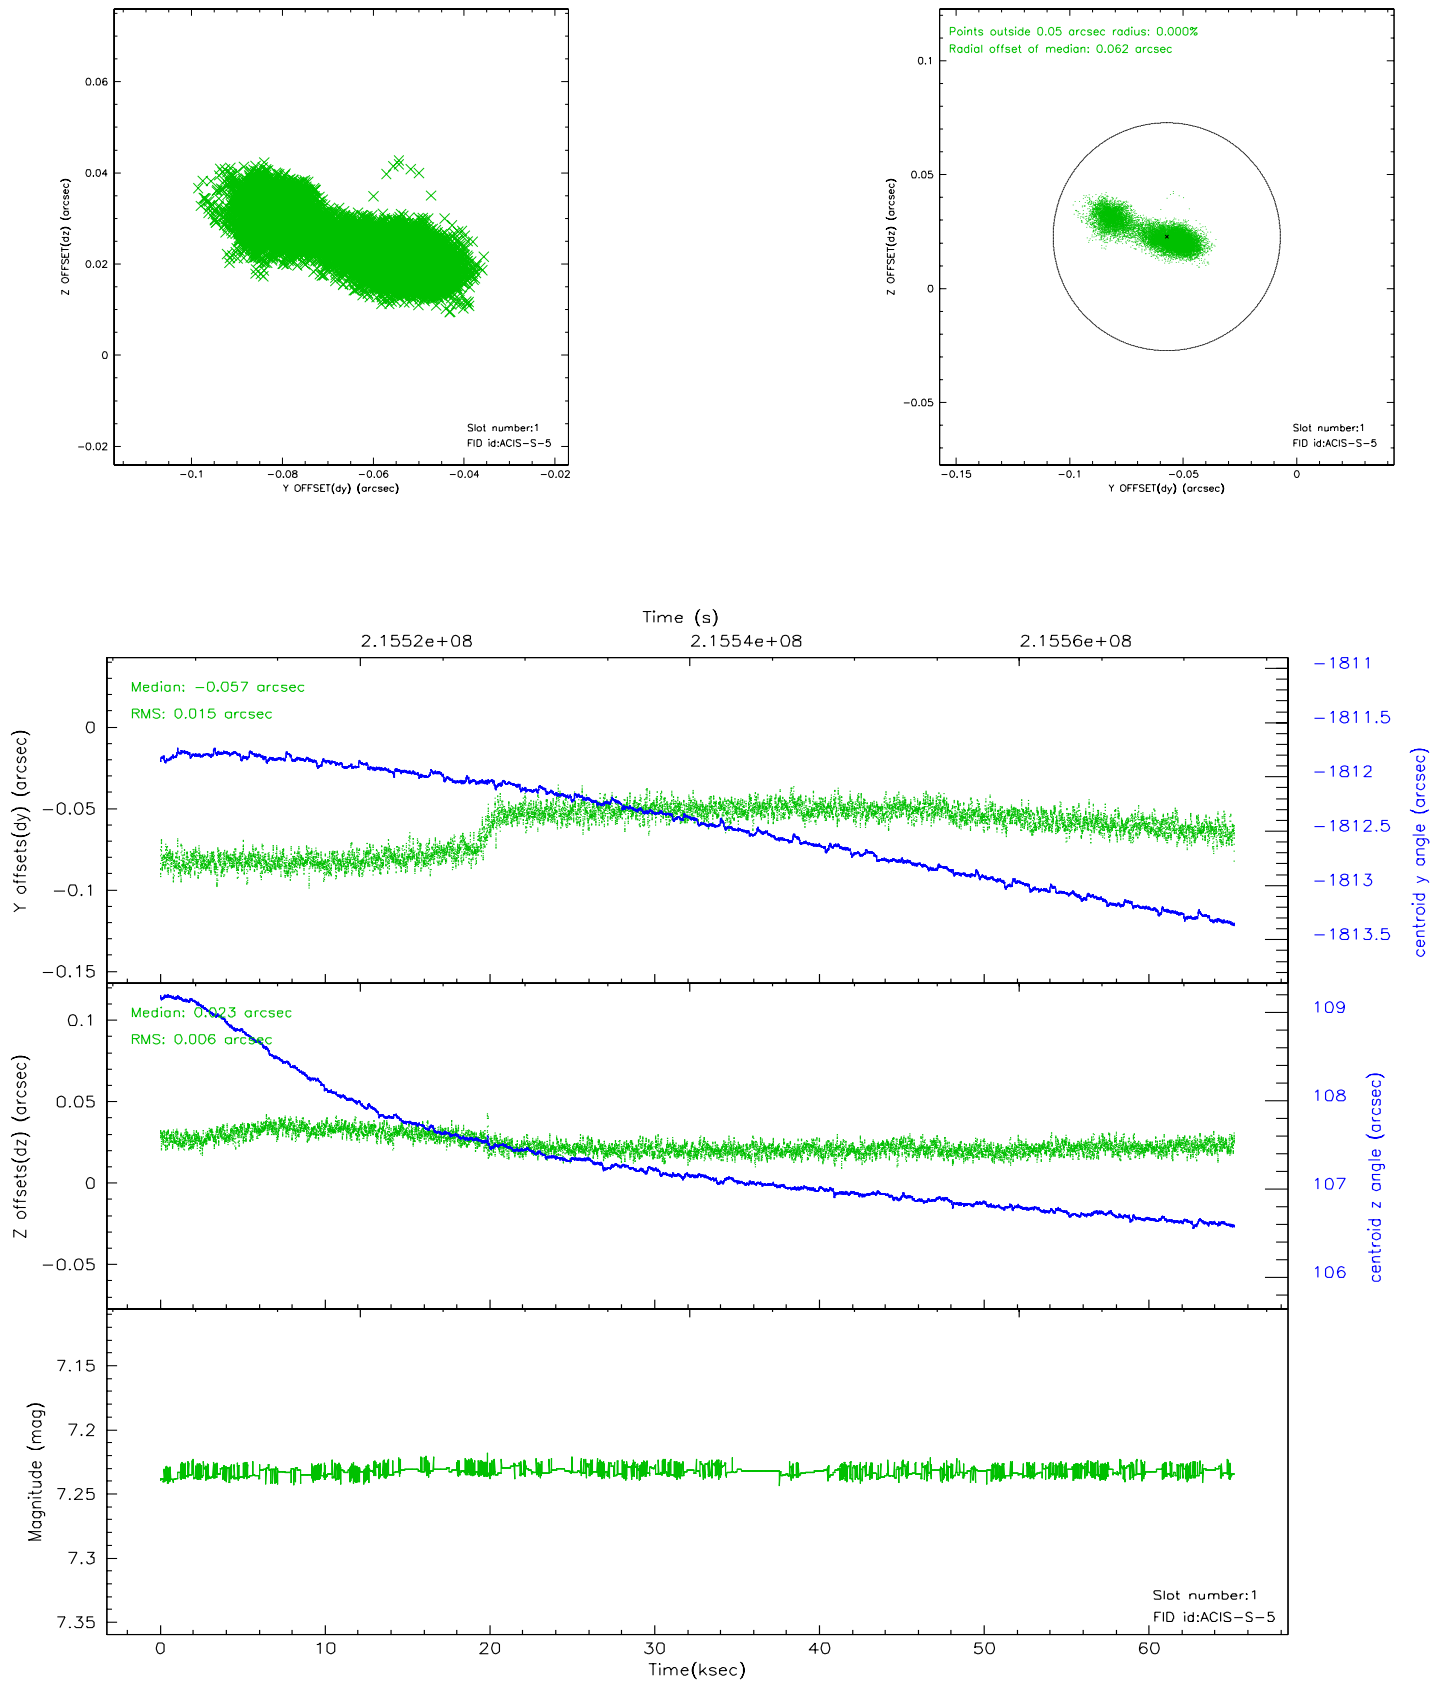 0.06
0.04
0.02
0
-0.02
Z OFFSET(dz) (arcsec)
Slot number:1
FID id:ACIS-S-5
-0.1 -0.08 -0.06 -0.04 -0.02
Y OFFSET(dy) (arcsec)
Points outside 0.05 arcsec radius: 0.000%
Radial offset of median: 0.062 arcsec
0.1
0.05
0
-0.05
Z OFFSET(dz) (arcsec)
Slot number:1
FID id:ACIS-S-5
-0.15 -0.1 -0.05 0
Y OFFSET(dy) (arcsec)
Time (s)
2.1552e+08 2.1554e+08 2.1556e+08
Median: -0.057 arcsec
RMS: 0.015 arcsec
0
-0.05
-0.1
-0.15
Y offsets(dy) (arcsec)
-1811
-1811.5
-1812
-1812.5
-1813
-1813.5
centroid y angle (arcsec)
Median: 0.023 arcsec
RMS: 0.006 arcsec
0.1
0.05
0
-0.05
Z offsets(dz) (arcsec)
109
108
107
106
centroid z angle (arcsec)
7.15
7.2
7.25
7.3
7.35
Magnitude (mag)
Slot number:1
FID id:ACIS-S-5
0 10 20 30 40 50 60
Time(ksec)